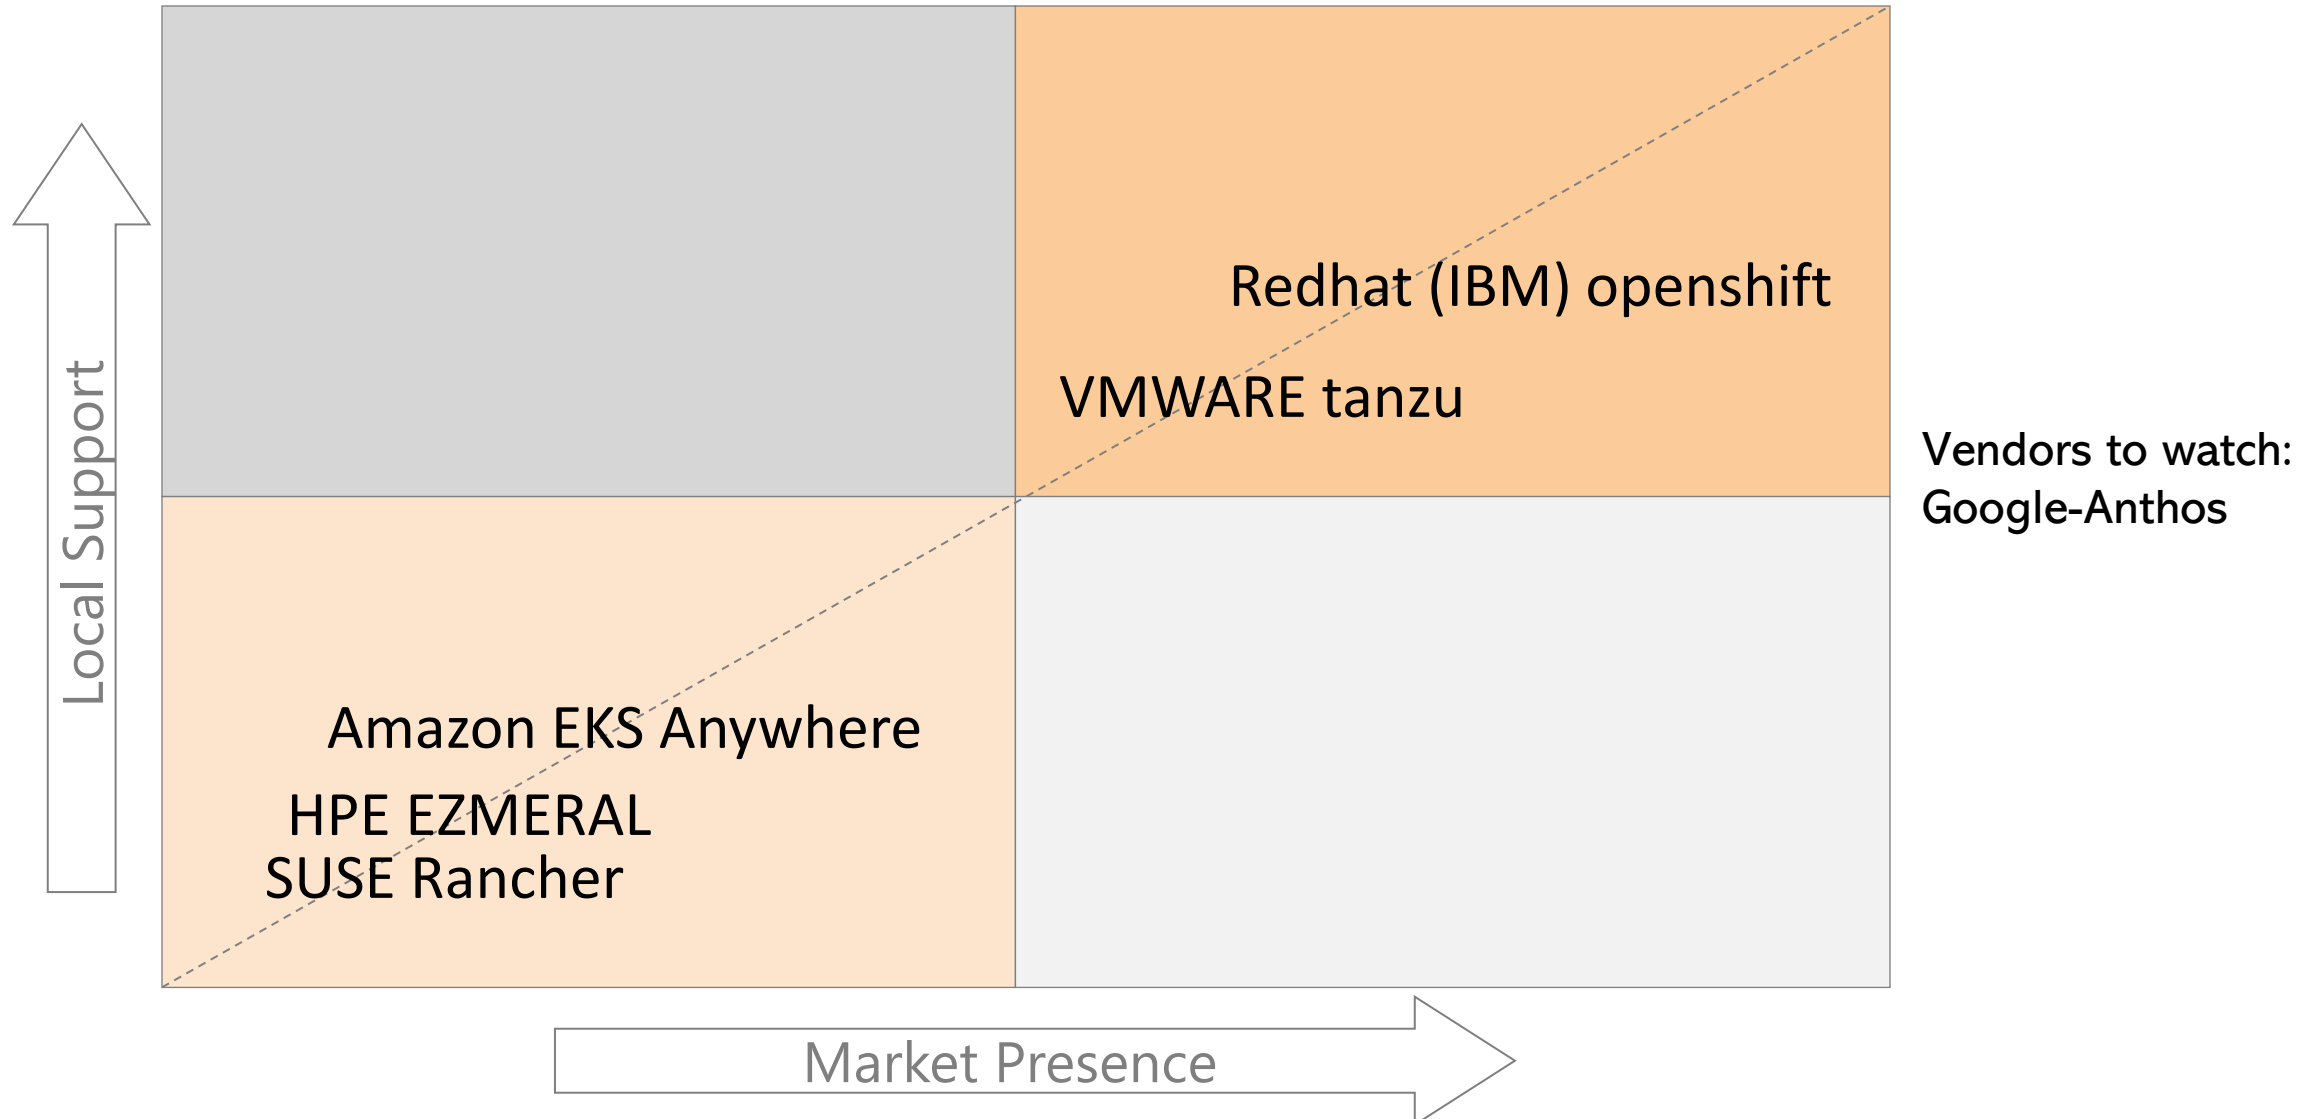 Local Support
Redhat (IBM) openshift
VMWARE tanzu
Vendors to watch:
Google-Anthos
Amazon EKS Anywhere
HPE EZMERAL
SUSE Rancher
Market Presence